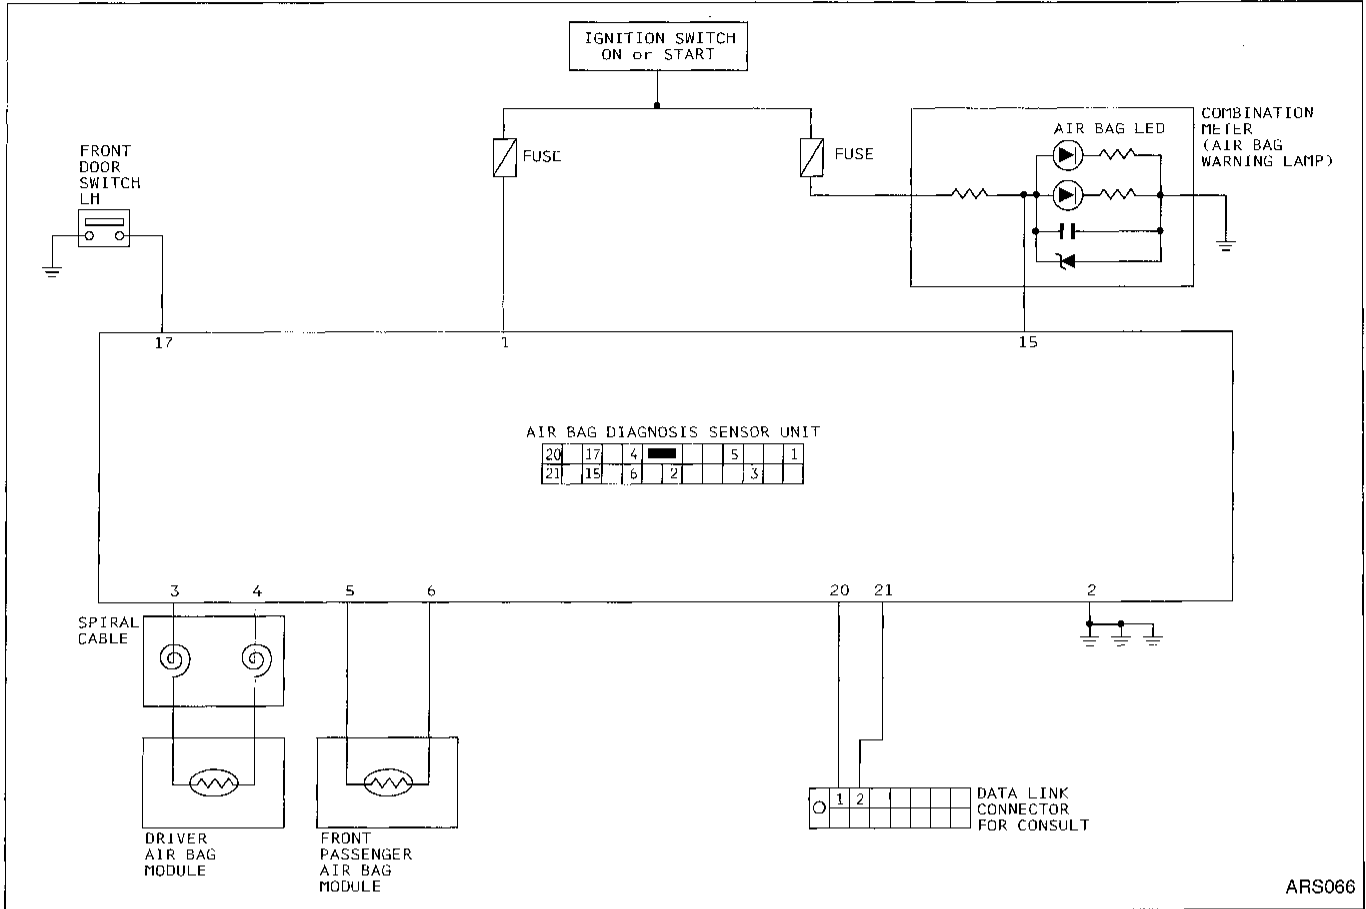 IGNITION SWITCH
ON or START
FUSE
FUSE
AIR BAG LED
COMBINATION
METER
(AIR BAG
WARNING LAMP)
FRONT
DOOR
SWITCH
LH
17
1
15
AIR BAG DIAGNOSIS SENSOR UNIT
20 17 4 5 1
21 15 6 2 3
3 4 5 6 20 21 2
SPIRAL
CABLE
1 2
DATA LINK
CONNECTOR
FOR CONSULT
DRIVER
AIR BAG
MODULE
FRONT
PASSENGER
AIR BAG
MODULE
ARS066